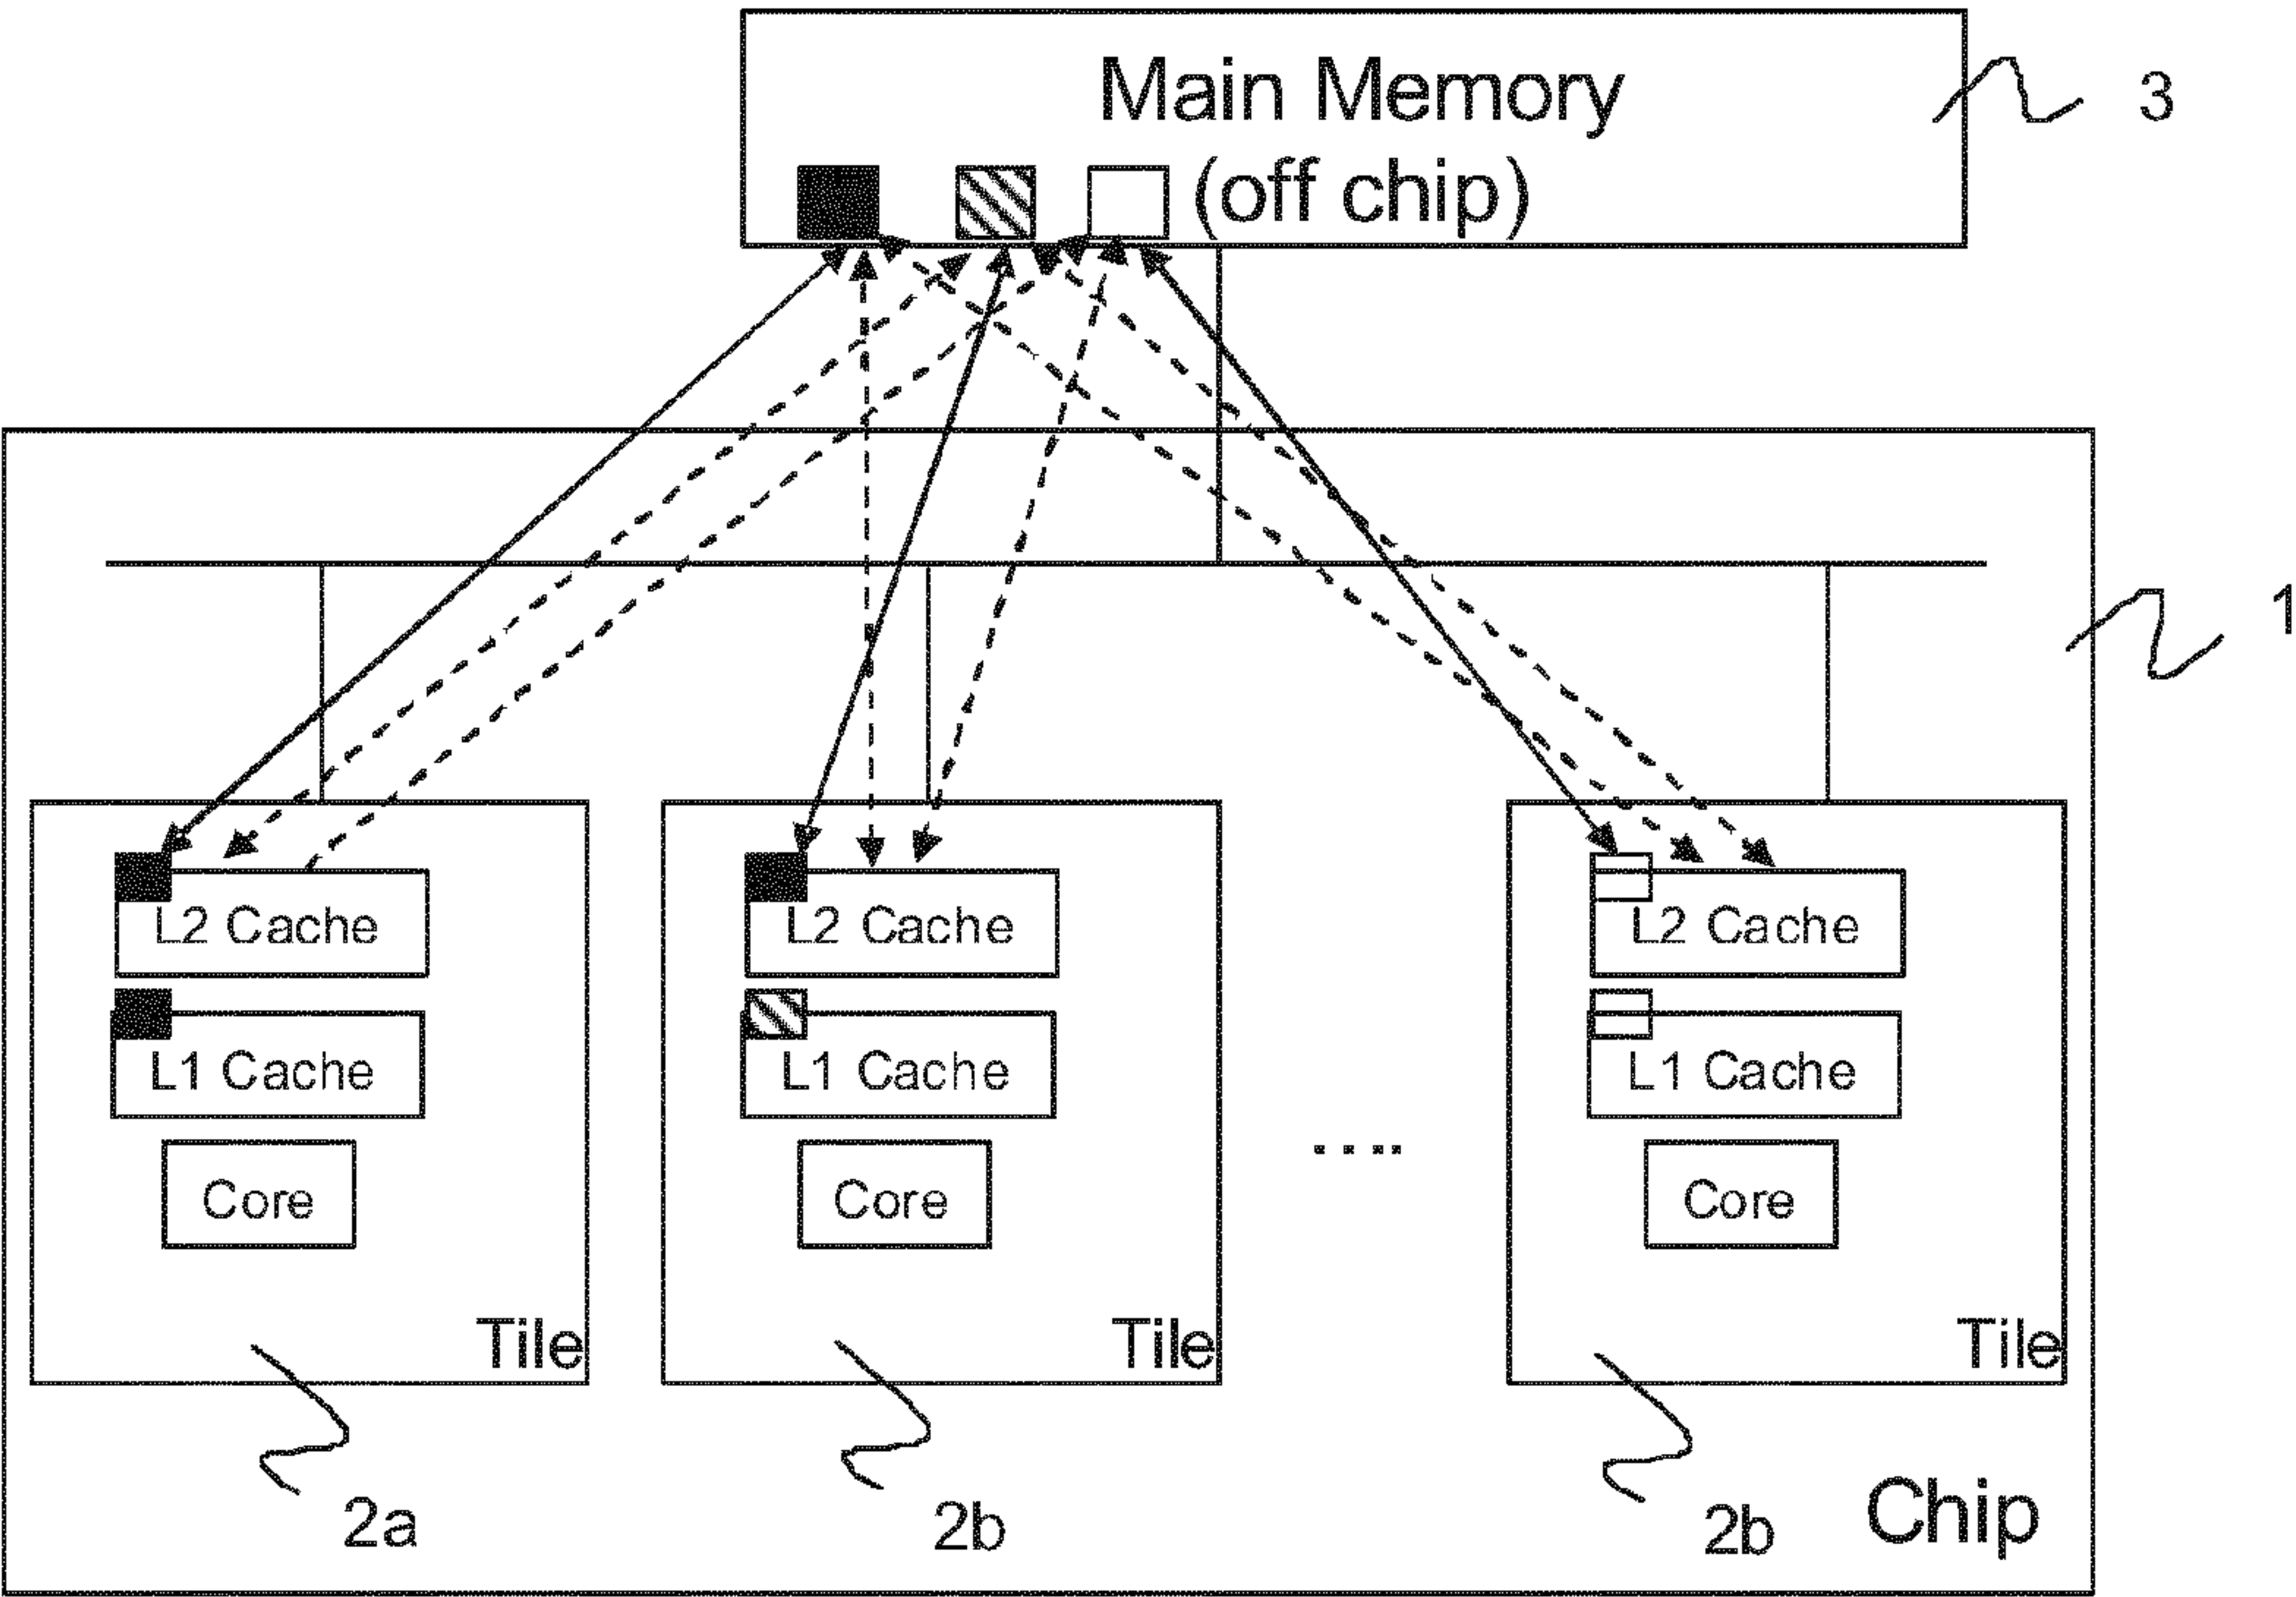 Main Memory
(off chip)
3
1
L2 Cache
L1 Cache
Core
Tile
2a
L2 Cache
L1 Cache
Core
Tile
2b
....
L2 Cache
L1 Cache
Core
Tile
2b
Chip